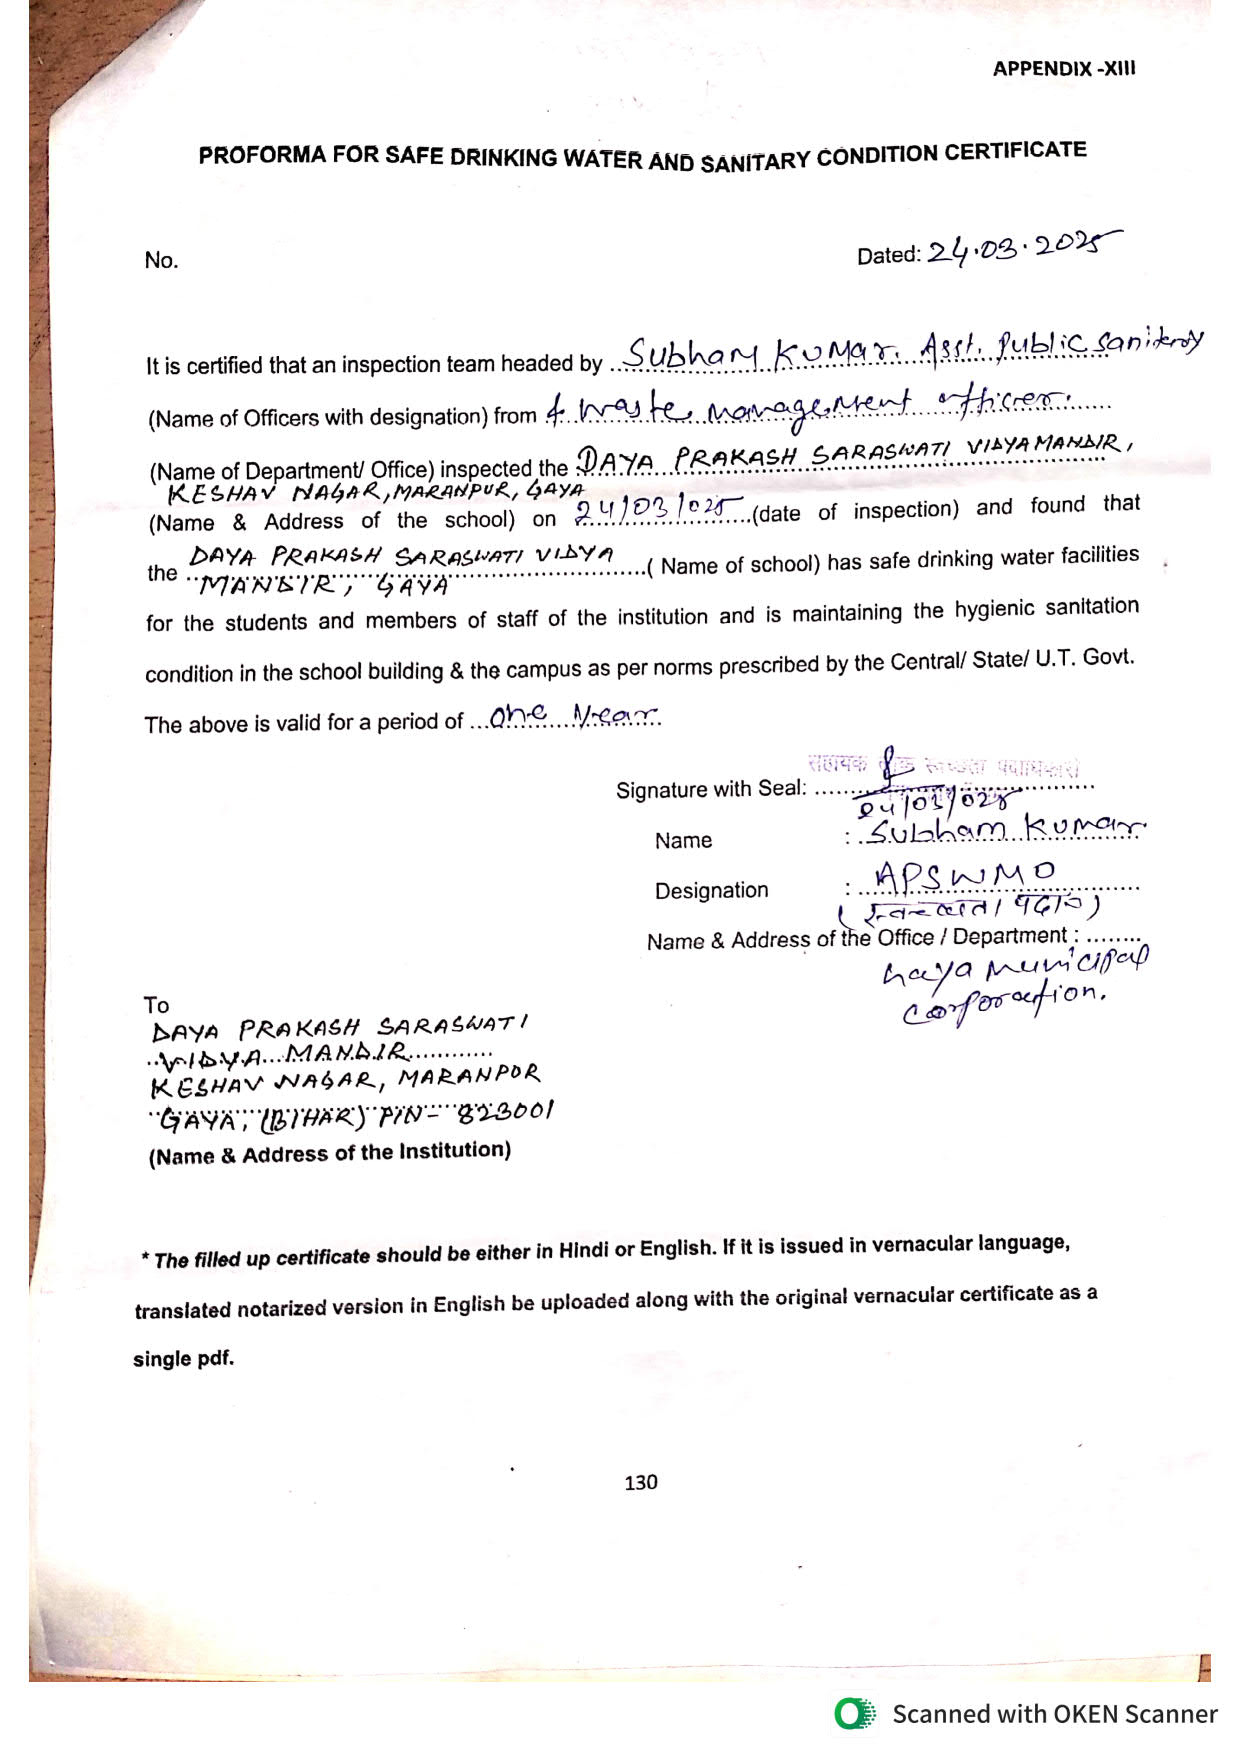 APPENDIX -XIII
PROFORMA FOR SAFE DRINKING WATER AND SANITARY CONDITION CERTIFICATE
No.
Dated: 24.03.2025
It is certified that an inspection team headed by ..Subham Kumar. Asst. Public Sanitary
(Name of Officers with designation) from & waste management officer.
(Name of Department/ Office) inspected the DAYA PRAKASH SARASWATI VIDYA MANDIR,
KESHAV NAGAR, MARANPUR, GAYA
(Name & Address of the school) on 24/03/025 (date of inspection) and found that
the DAYA PRAKASH SARASWATI VIDYA
MANDIR, GAYA ( Name of school) has safe drinking water facilities
for the students and members of staff of the institution and is maintaining the hygienic sanitation
condition in the school building & the campus as per norms prescribed by the Central/ State/ U.T. Govt.
The above is valid for a period of ...One Year
सहायक लोक स्वच्छता पदाधिकारी
Signature with Seal:
24/03/025
Name : Subham Kumar
Designation : APSWMO
(स्वच्छता पदा०)
Name & Address of the Office / Department : ........
Gaya Municipal
Corporation.
To
DAYA PRAKASH SARASWATI
VIDYA MANDIR
KESHAV NAGAR, MARANPUR
GAYA, (BIHAR) PIN- 823001
(Name & Address of the Institution)
* The filled up certificate should be either in Hindi or English. If it is issued in vernacular language,
translated notarized version in English be uploaded along with the original vernacular certificate as a
single pdf.
130
Scanned with OKEN Scanner